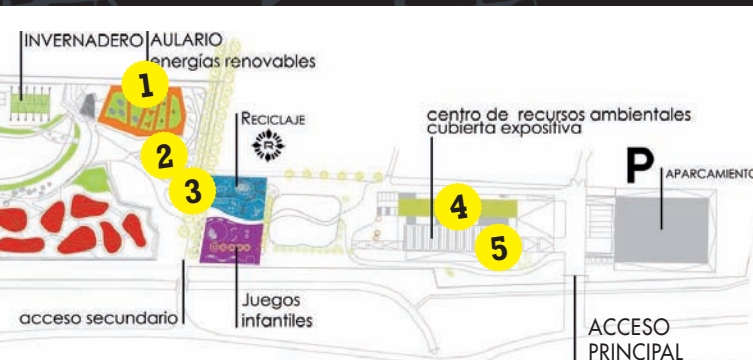 INVERNADERO
AULARIO
energías renovables
1
2
RECICLAJE
R
3
centro de recursos ambientales
cubierta expositiva
P
APARCAMIENTO
4
5
acceso secundario
Juegos
infantiles
ACCESO
PRINCIPAL